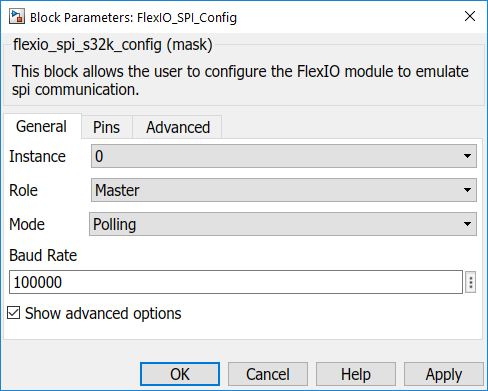 Block Parameters: FlexIO_SPI_Config
flexio_spi_s32k_config (mask)
This block allows the user to configure the FlexIO module to emulate
spi communication.
General Pins Advanced
Instance 0
Role Master
Mode Polling
Baud Rate
100000
Show advanced options
OK Cancel Help Apply